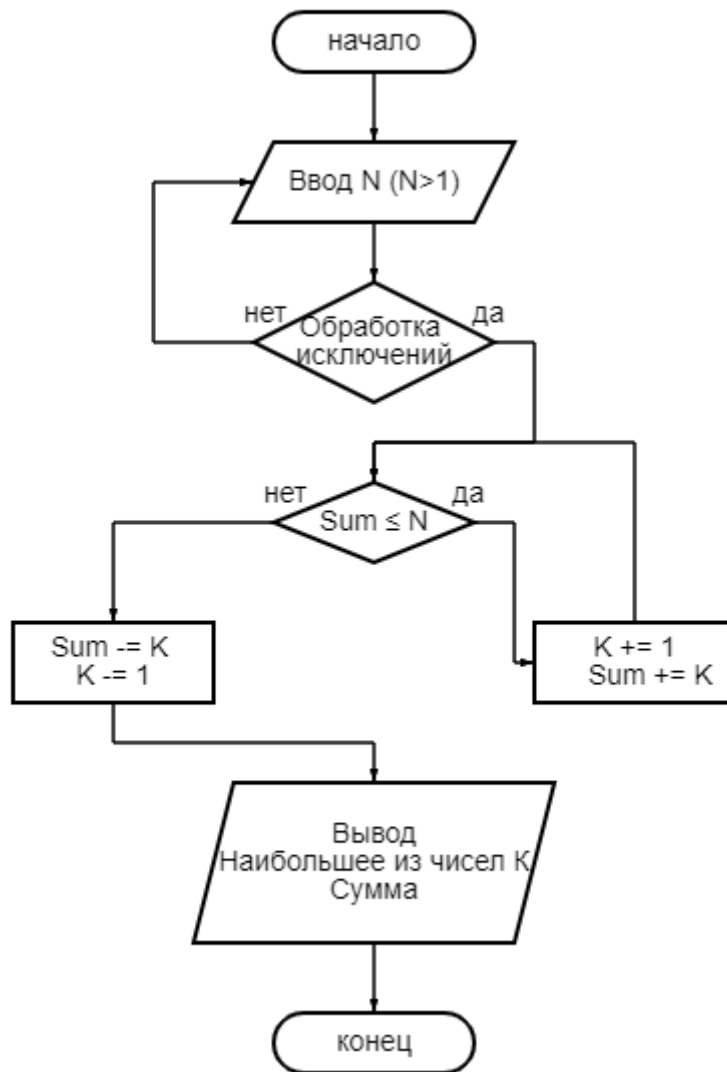 начало
Ввод N (N>1)
нет
да
Обработка
исключений
нет
да
Sum ≤ N
Sum -= K
K -= 1
K += 1
Sum += K
Вывод
Наибольшее из чисел K
Сумма
конец